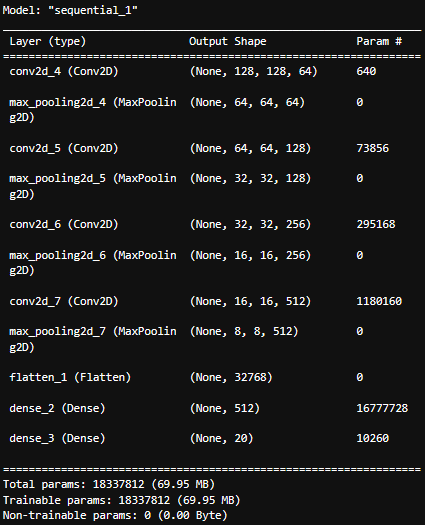 Model: "sequential_1"
Layer (type) Output Shape Param #
conv2d_4 (Conv2D) (None, 128, 128, 64) 640
max_pooling2d_4 (MaxPoolin (None, 64, 64, 64) 0
g2D)
conv2d_5 (Conv2D) (None, 64, 64, 128) 73856
max_pooling2d_5 (MaxPoolin (None, 32, 32, 128) 0
g2D)
conv2d_6 (Conv2D) (None, 32, 32, 256) 295168
max_pooling2d_6 (MaxPoolin (None, 16, 16, 256) 0
g2D)
conv2d_7 (Conv2D) (None, 16, 16, 512) 1180160
max_pooling2d_7 (MaxPoolin (None, 8, 8, 512) 0
g2D)
flatten_1 (Flatten) (None, 32768) 0
dense_2 (Dense) (None, 512) 16777728
dense_3 (Dense) (None, 20) 10260
Total params: 18337812 (69.95 MB)
Trainable params: 18337812 (69.95 MB)
Non-trainable params: 0 (0.00 Byte)